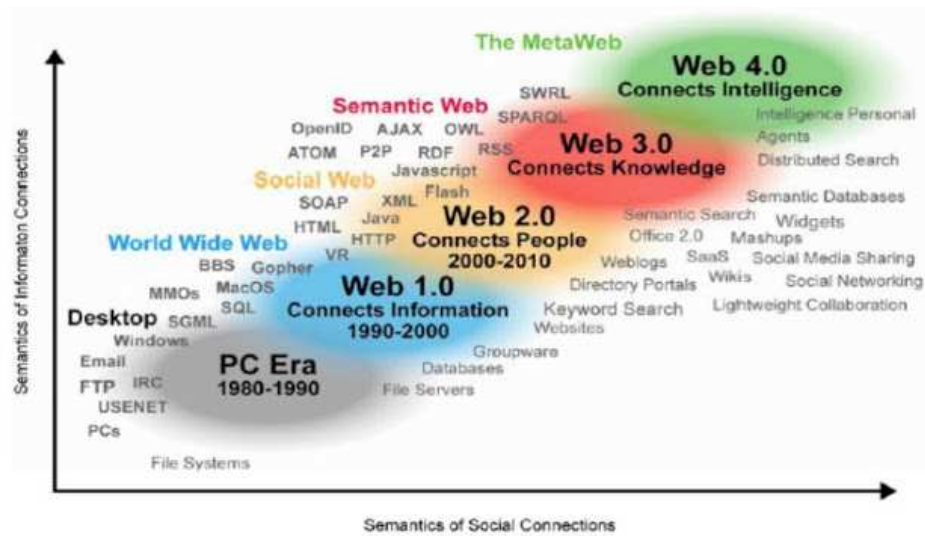 The MetaWeb
Web 4.0
Connects Intelligence
SWRL
Semantic Web
SPARQL
Intelligence Personal
Agents
OpenID AJAX OWL
Web 3.0
Connects Knowledge
ATOM P2P RDF RSS
Distributed Search
Javascript
Social Web
Flash
SOAP XML
Semantic Databases
Web 2.0
Connects People
2000-2010
Java
HTML
HTTP
Semantic Search
Widgets
Office 2.0 Mashups
World Wide Web
VR
BBS Gopher
Weblogs SaaS Social Media Sharing
Directory Portals Wikis Social Networking
Web 1.0
Connects Information
1990-2000
MMOs MacOS
SQL
Keyword Search Lightweight Collaboration
Websites
Desktop SGML
Windows
PC Era
1980-1990
Groupware
Databases
File Servers
Email
FTP IRC
USENET
PCs
File Systems
Semantics of Informaton Connections
Semantics of Social Connections